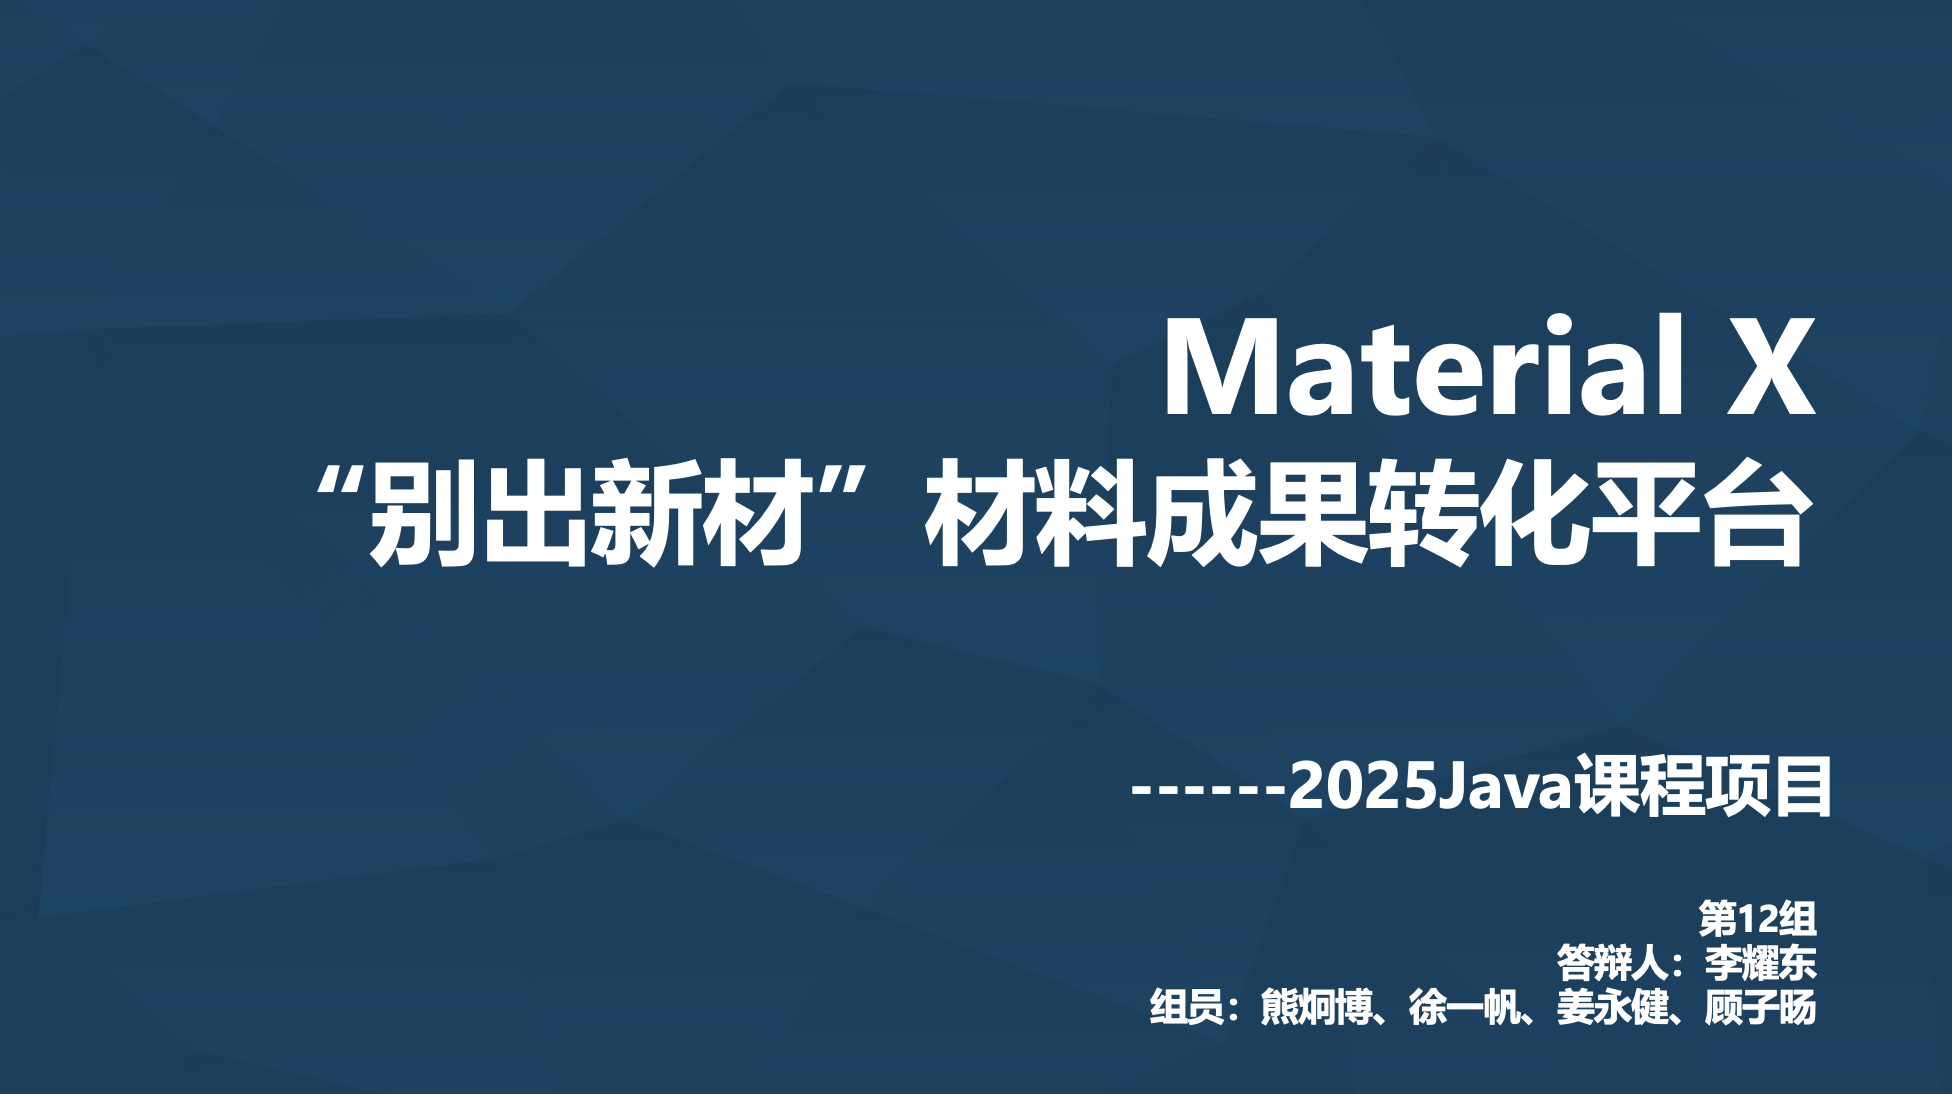 Material X
“别出新材”材料成果转化平台
------2025Java课程项目
第12组
答辩人：李耀东
组员：熊炯博、徐一帆、姜永健、顾子旸